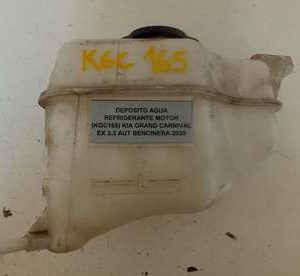 KGC 165
DEPOSITO AGUA
REFRIGERANTE MOTOR
(KGC165) KIA GRAND CARNIVAL
EX 3.3 AUT BENCINERA 2020
L